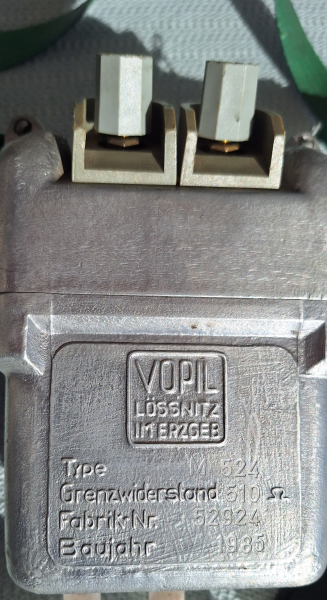 VOPIL
LÖSSNITZ
IM ERZGEB
Type M 524
Grenzwiderstand 510 Ω
Fabrik-Nr. 52924
Baujahr 1985